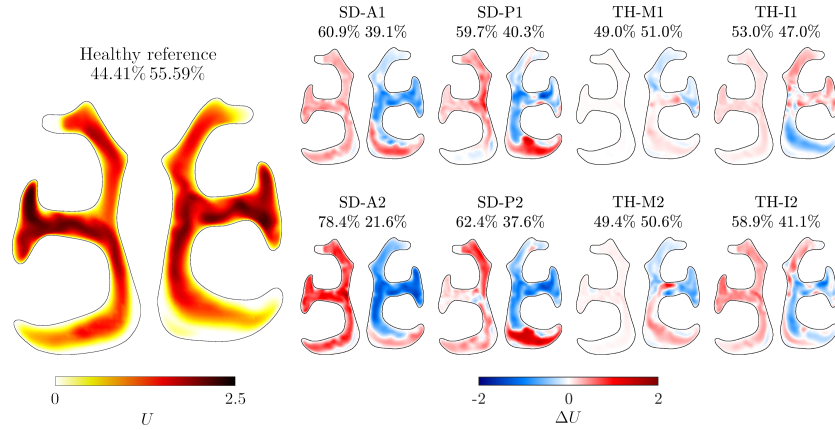 Healthy reference
44.41% 55.59%
0 2.5
U
SD-A1 SD-P1 TH-M1 TH-I1
60.9% 39.1% 59.7% 40.3% 49.0% 51.0% 53.0% 47.0%
SD-A2 SD-P2 TH-M2 TH-I2
78.4% 21.6% 62.4% 37.6% 49.4% 50.6% 58.9% 41.1%
-2 0 2
ΔU